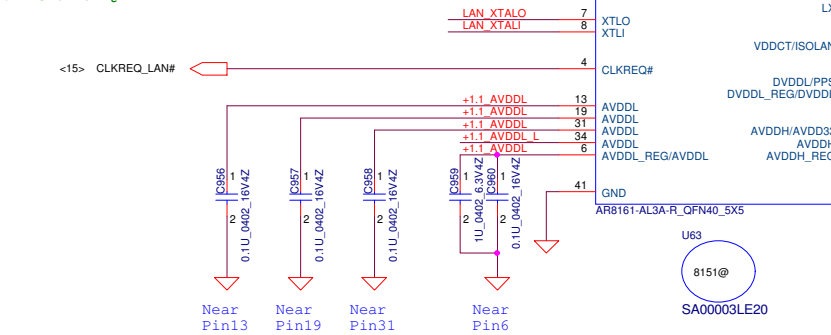 LAN_XTALO 7 XTLO
LAN_XTALI 8 XTLI
VDDCT/ISOLAN
<15> CLKREQ_LAN# 4 CLKREQ#
DVDDL/PPS
DVDDL_REG/DVDDL
+1.1_AVDDL 13 AVDDL
+1.1_AVDDL 19 AVDDL
+1.1_AVDDL 31 AVDDL AVDDH/AVDD33
+1.1_AVDDL_L 34 AVDDL AVDDH
+1.1_AVDDL 6 AVDDL_REG/AVDDL AVDDH_REG
C956 1 2 0.1U_0402_16V4Z
C957 1 2 0.1U_0402_16V4Z
C958 1 2 0.1U_0402_16V4Z
C959 1 2 1U_0402_6.3V4Z
C960 1 2 0.1U_0402_16V4Z
41 GND
AR8161-AL3A-R_QFN40_5X5
U63
8151@
SA00003LE20
Near Pin13
Near Pin19
Near Pin31
Near Pin6